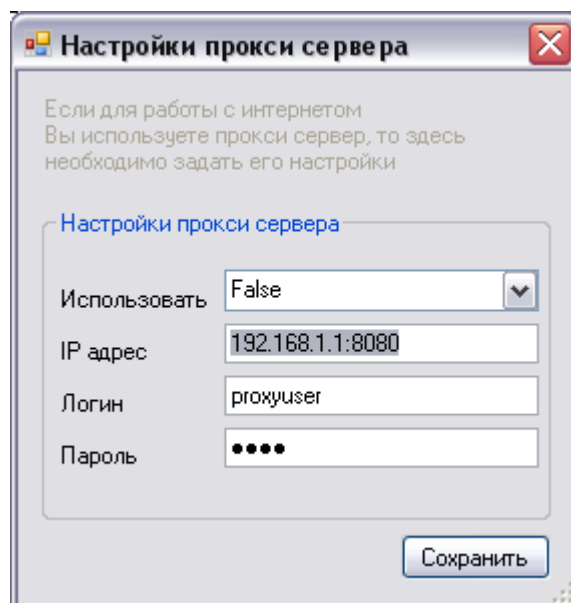 Настройки прокси сервера
Если для работы с интернетом
Вы используете прокси сервер, то здесь
необходимо задать его настройки
Настройки прокси сервера
Использовать False
IP адрес 192.168.1.1:8080
Логин proxyuser
Пароль ●●●●
Сохранить